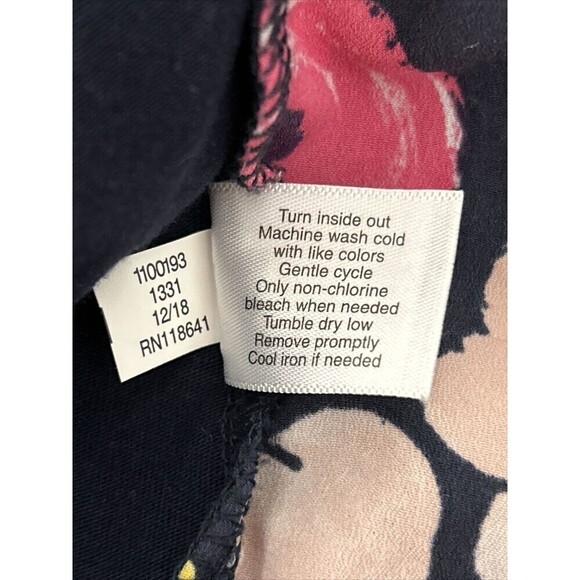 1100193
1331
12/18
RN118641
Turn inside out
Machine wash cold
with like colors
Gentle cycle
Only non-chlorine
bleach when needed
Tumble dry low
Remove promptly
Cool iron if needed